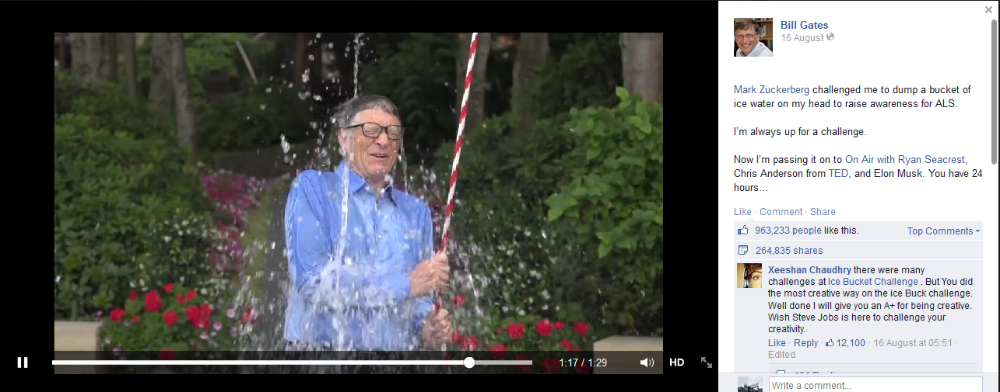 Bill Gates
16 August
Mark Zuckerberg challenged me to dump a bucket of
ice water on my head to raise awareness for ALS.
I'm always up for a challenge.
Now I'm passing it on to On Air with Ryan Seacrest,
Chris Anderson from TED, and Elon Musk. You have 24
hours…
Like · Comment · Share
963,233 people like this.
Top Comments
264,835 shares
Xeeshan Chaudhry there were many
challenges at Ice Bucket Challenge . But You did
the most creative way on the ice Buck challenge.
Well done I will give you an A+ for being creative.
Wish Steve Jobs is here to challenge your
creativity.
Like · Reply · 12,100 · 16 August at 05:51 ·
Edited
Write a comment...
1:17 / 1:29
HD